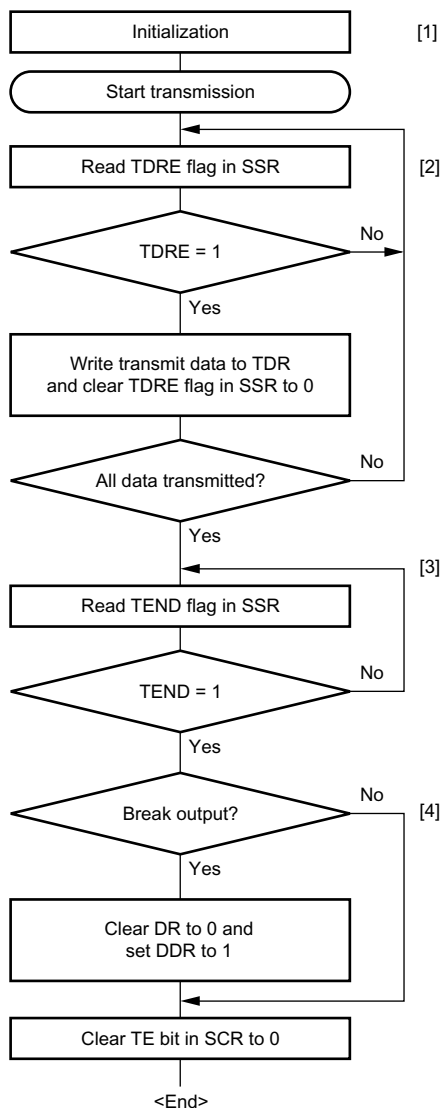 Initialization
[1]
Start transmission
Read TDRE flag in SSR
[2]
TDRE = 1
No
Yes
Write transmit data to TDR
and clear TDRE flag in SSR to 0
All data transmitted?
No
Yes
[3]
Read TEND flag in SSR
TEND = 1
No
Yes
Break output?
No
[4]
Yes
Clear DR to 0 and
set DDR to 1
Clear TE bit in SCR to 0
<End>